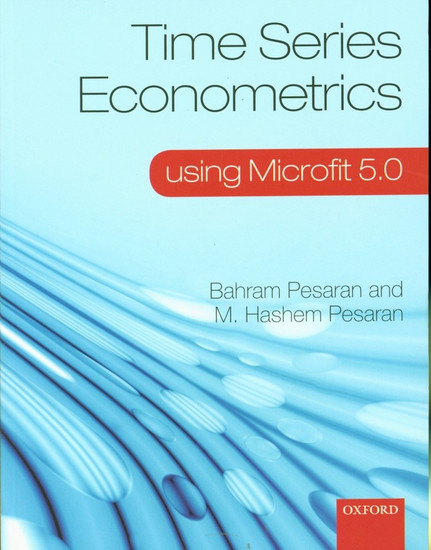 Time Series
Econometrics
using Microfit 5.0
Bahram Pesaran and
M. Hashem Pesaran
OXFORD